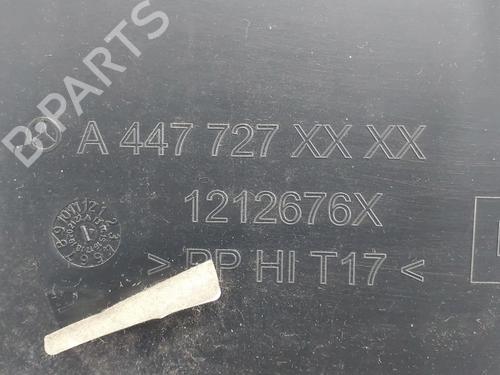 B-PARTS
A 447 727 XX XX
1212676X
> PP HI T17 <